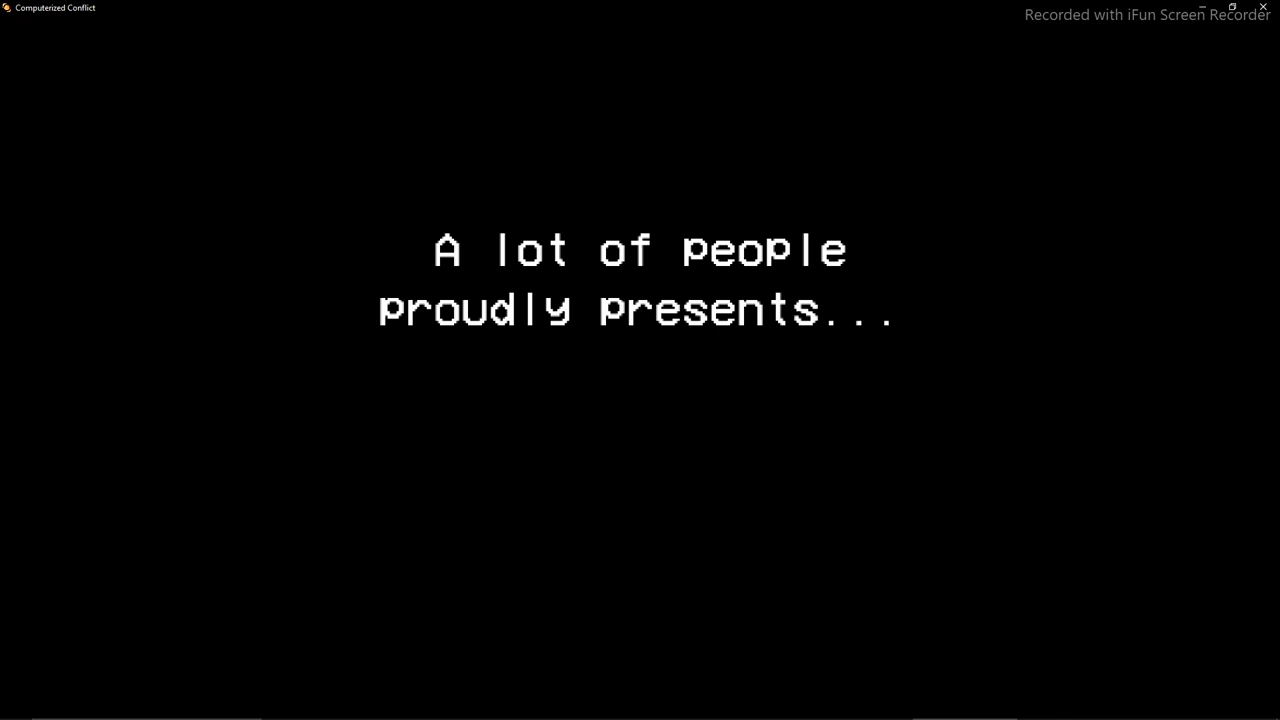 Computerized Conflict
Recorded with iFun Screen Recorder
A lot of people
proudly presents...